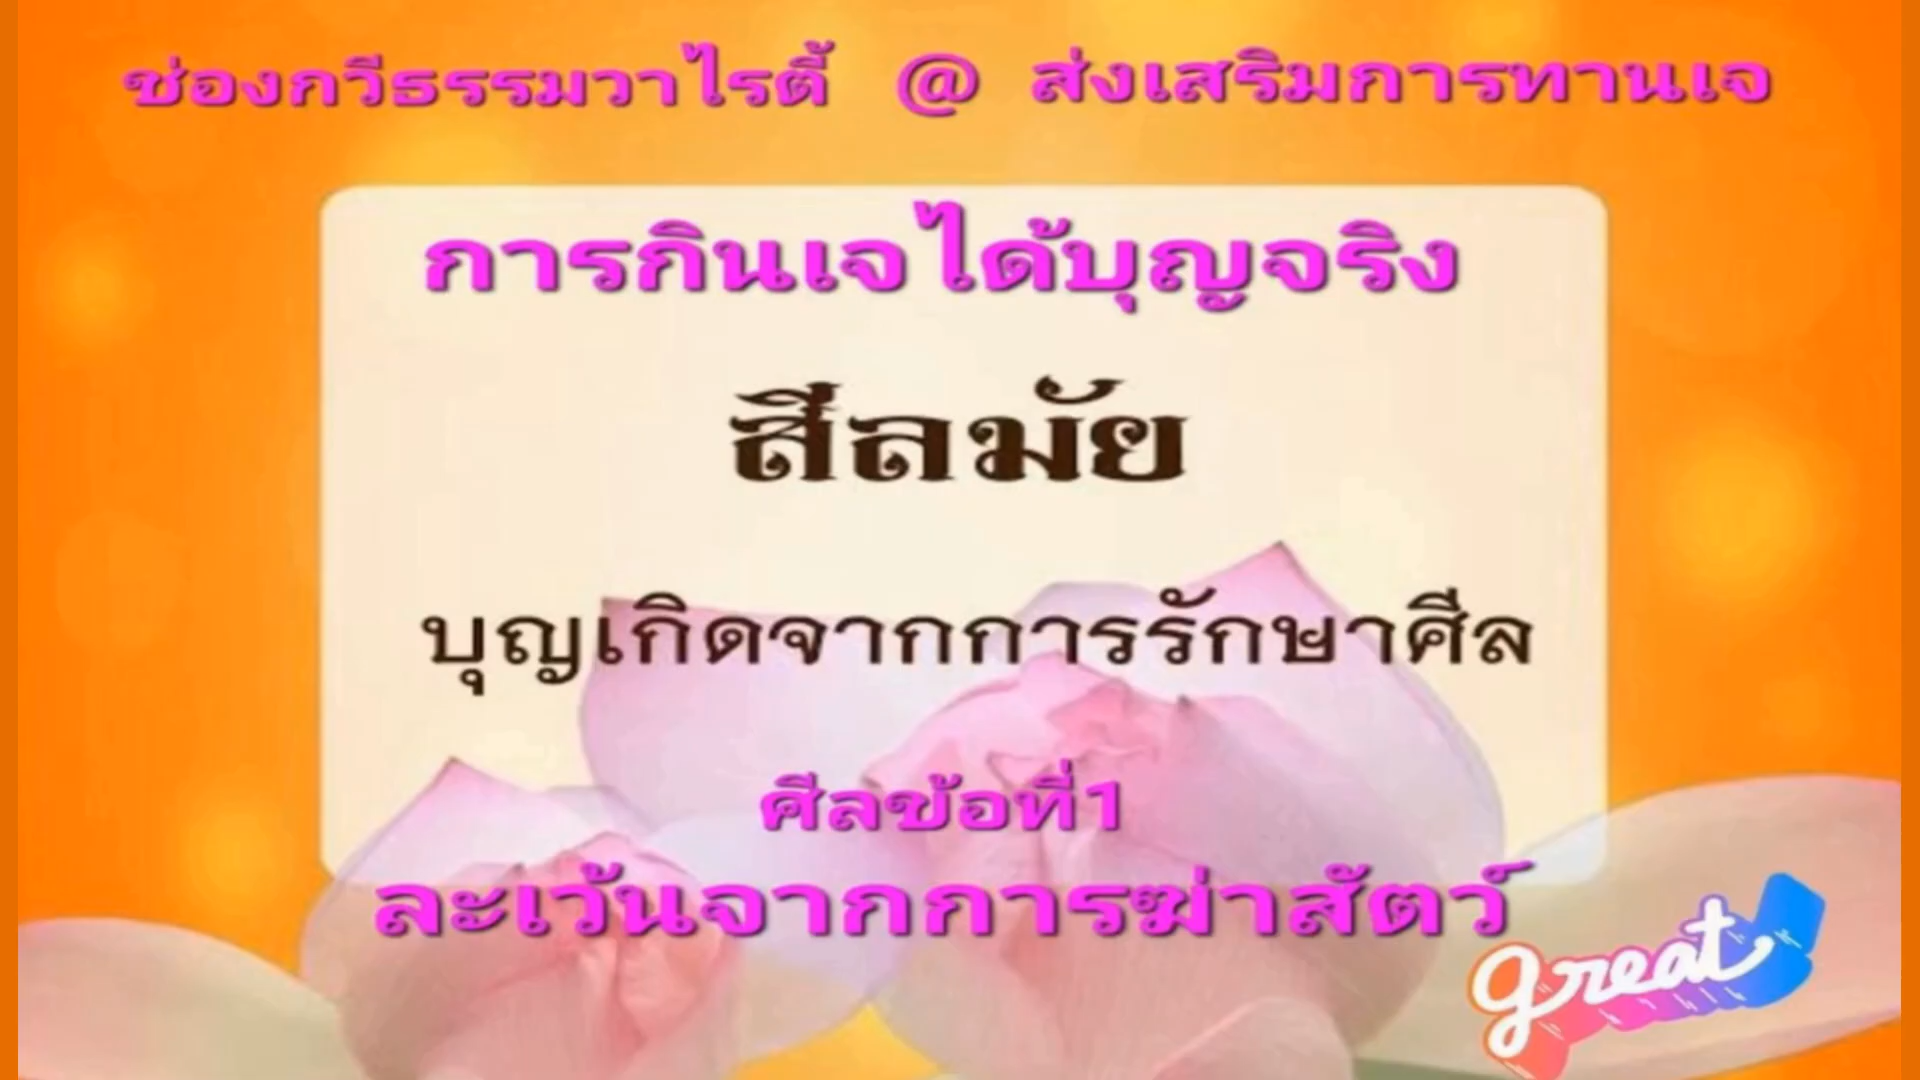 ช่องกวีธรรมวาไรตี้ @ ส่งเสริมการทานเจ
การกินเจได้บุญจริง
สีลมัย
บุญเกิดจากการรักษาศีล
ศีลข้อที่1
ละเว้นจากการฆ่าสัตว์
great